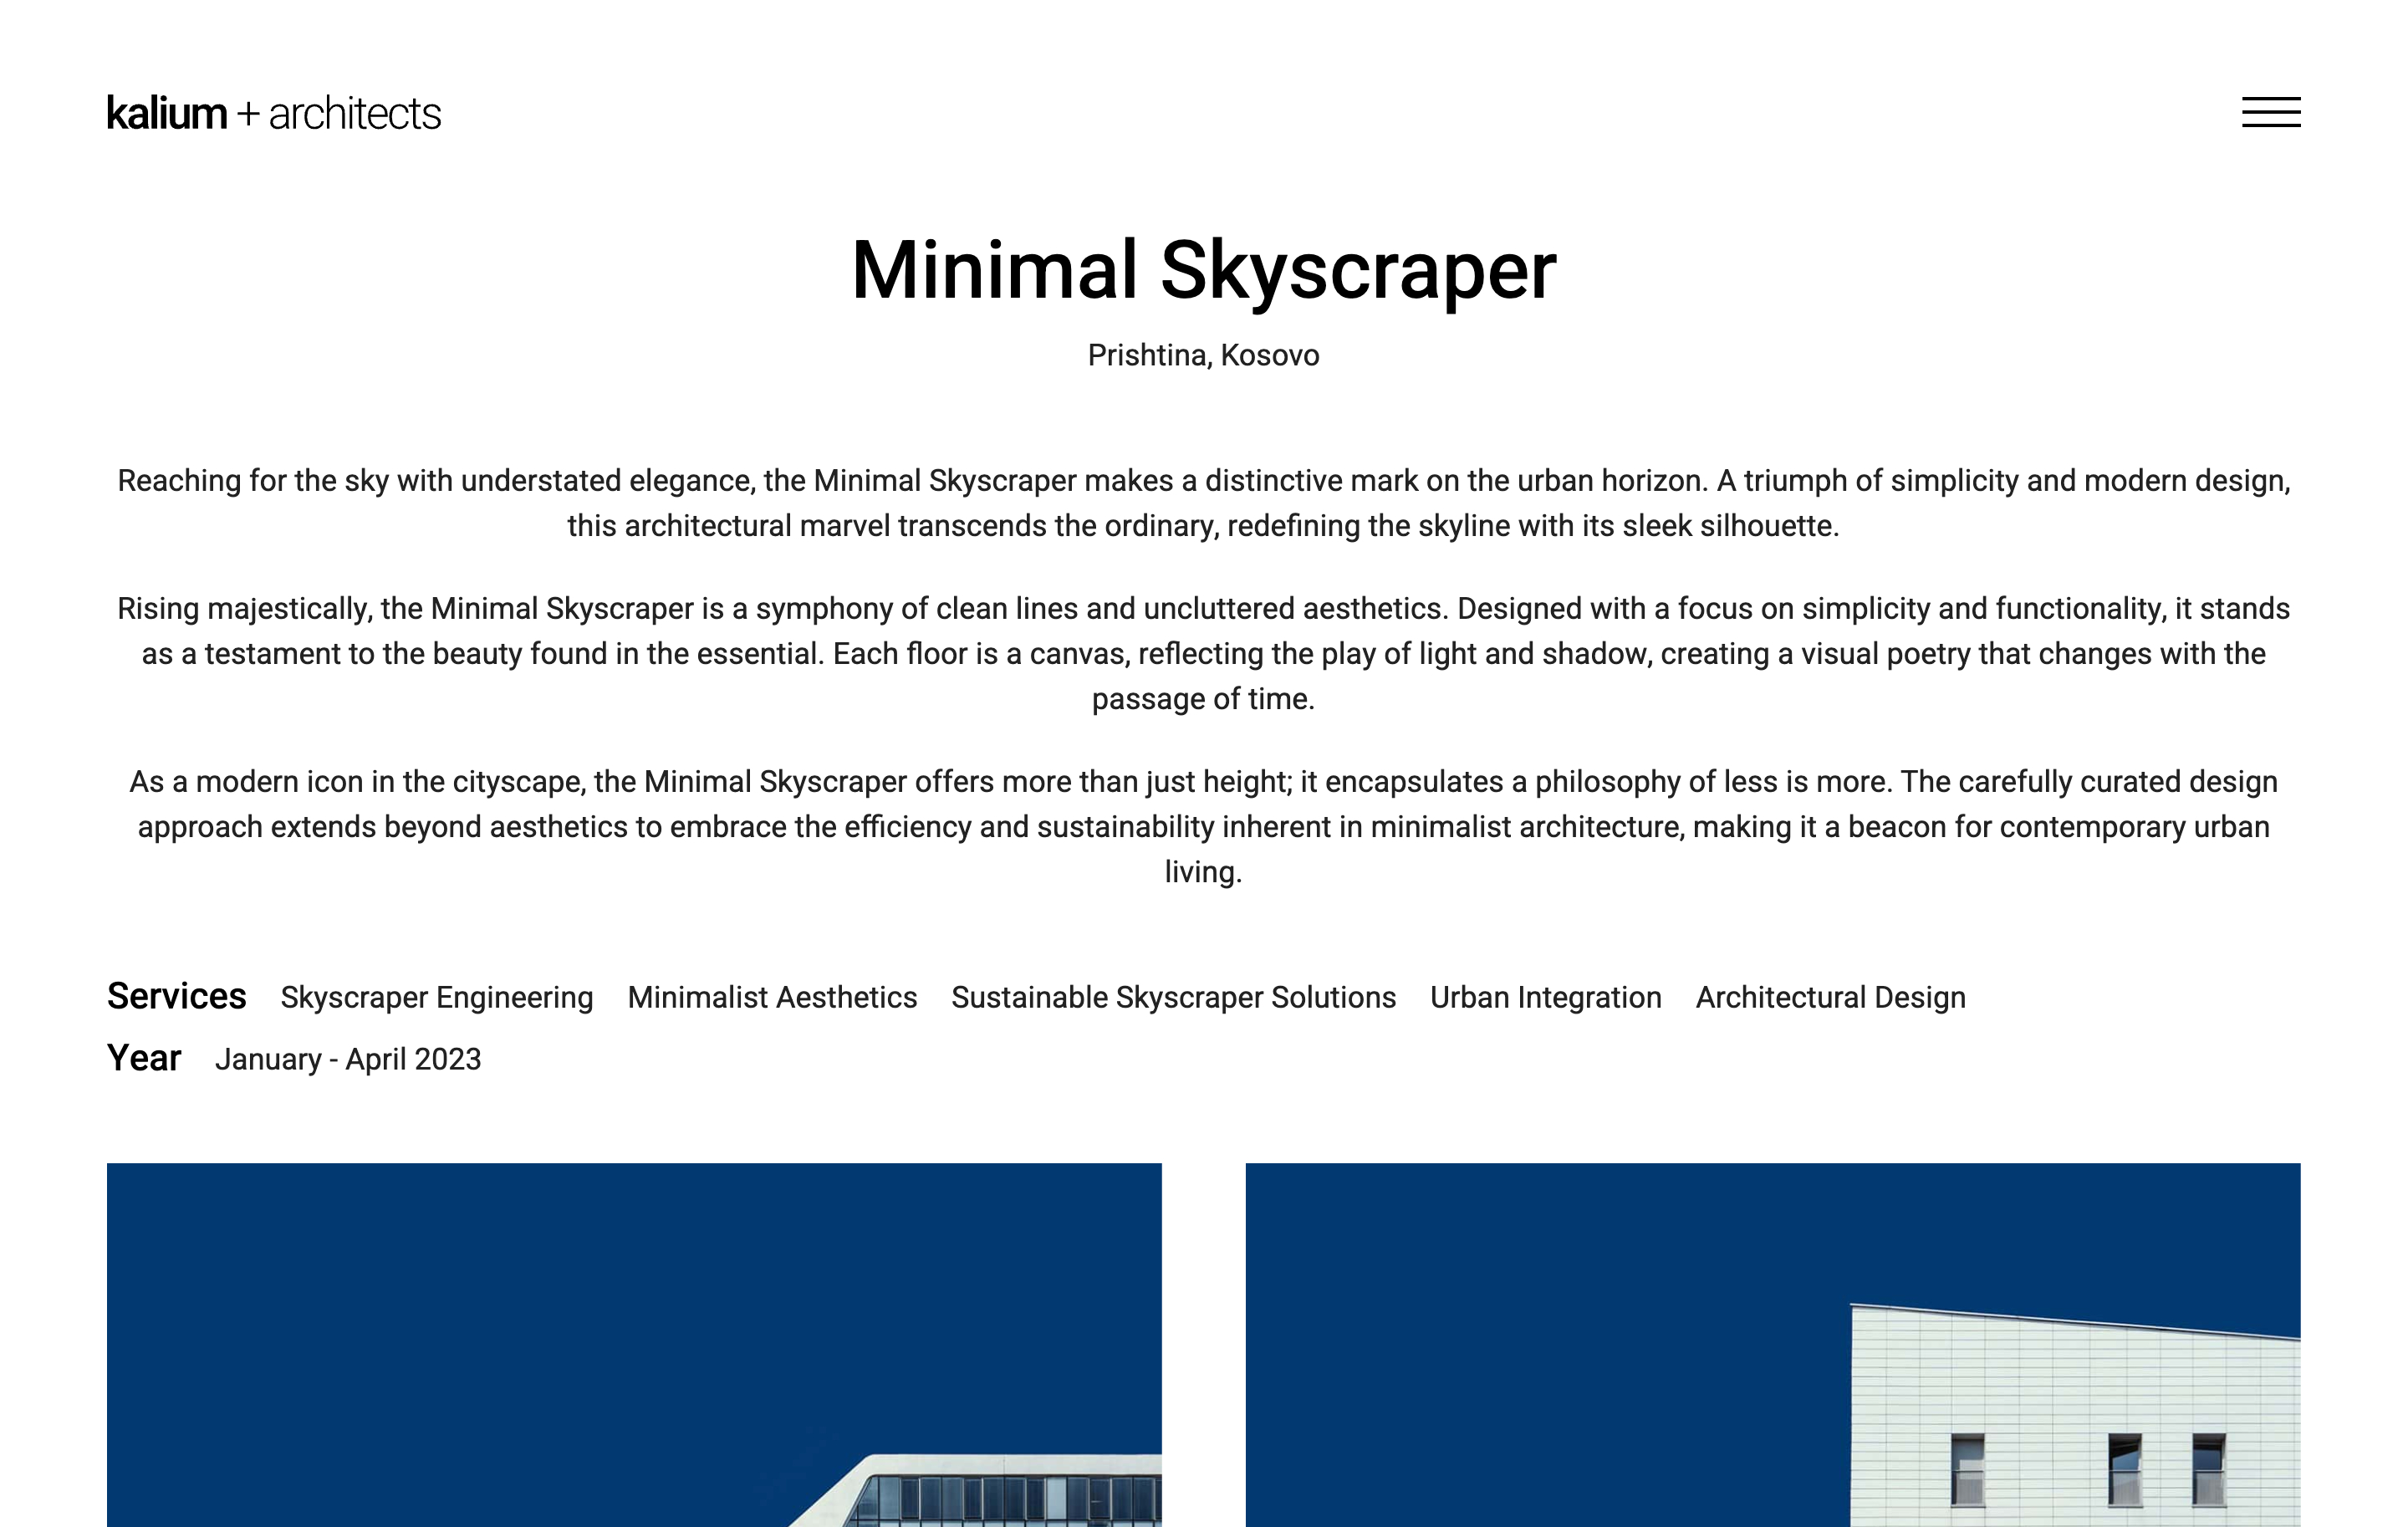 kalium + architects
Minimal Skyscraper
Prishtina, Kosovo
Reaching for the sky with understated elegance, the Minimal Skyscraper makes a distinctive mark on the urban horizon. A triumph of simplicity and modern design,
this architectural marvel transcends the ordinary, redefining the skyline with its sleek silhouette.
Rising majestically, the Minimal Skyscraper is a symphony of clean lines and uncluttered aesthetics. Designed with a focus on simplicity and functionality, it stands
as a testament to the beauty found in the essential. Each floor is a canvas, reflecting the play of light and shadow, creating a visual poetry that changes with the
passage of time.
As a modern icon in the cityscape, the Minimal Skyscraper offers more than just height; it encapsulates a philosophy of less is more. The carefully curated design
approach extends beyond aesthetics to embrace the efficiency and sustainability inherent in minimalist architecture, making it a beacon for contemporary urban
living.
Services Skyscraper Engineering Minimalist Aesthetics Sustainable Skyscraper Solutions Urban Integration Architectural Design
Year January - April 2023